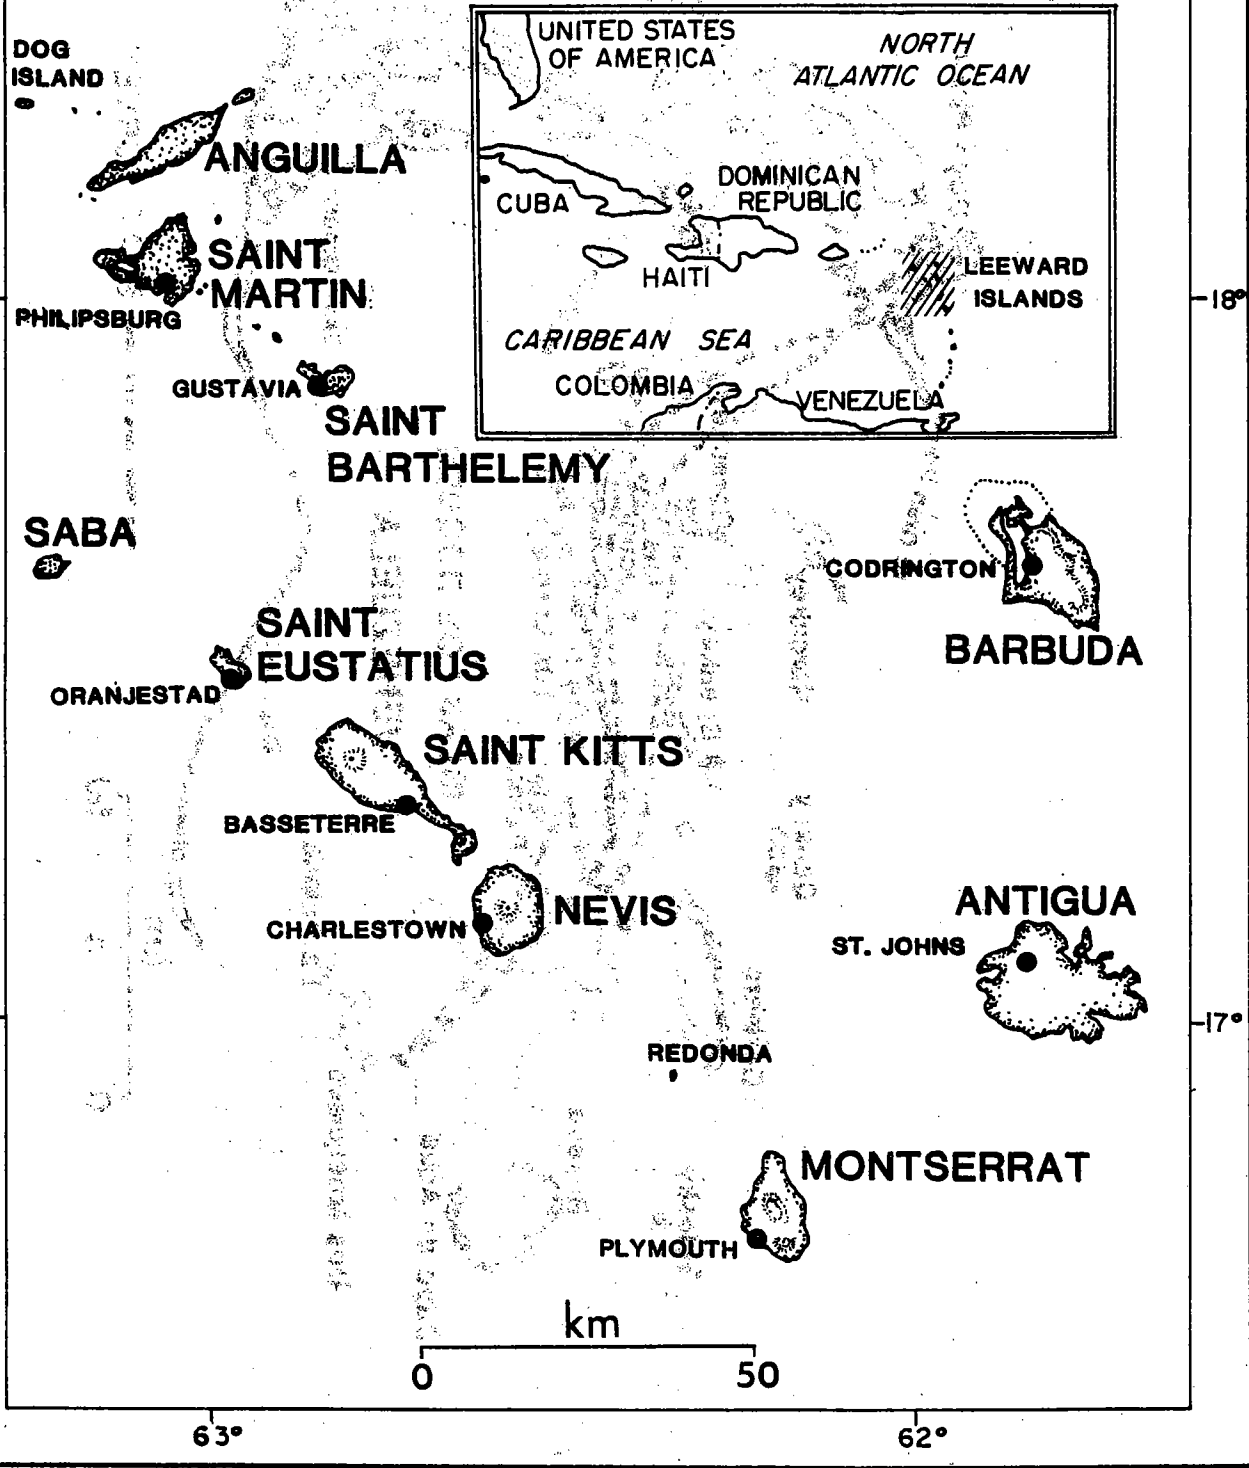 DOG
ISLAND
ANGUILLA
SAINT
MARTIN
PHILIPSBURG
GUSTAVIA
SAINT
BARTHELEMY
SABA
SAINT
EUSTATIUS
ORANJESTAD
SAINT KITTS
BASSETERRE
NEVIS
CHARLESTOWN
REDONDA
MONTSERRAT
PLYMOUTH
CODRINGTON
BARBUDA
ANTIGUA
ST. JOHNS
UNITED STATES
OF AMERICA
NORTH
ATLANTIC OCEAN
CUBA
DOMINICAN
REPUBLIC
HAITI
LEEWARD
ISLANDS
CARIBBEAN SEA
COLOMBIA
VENEZUELA
18°
17°
km
0 50
63° 62°